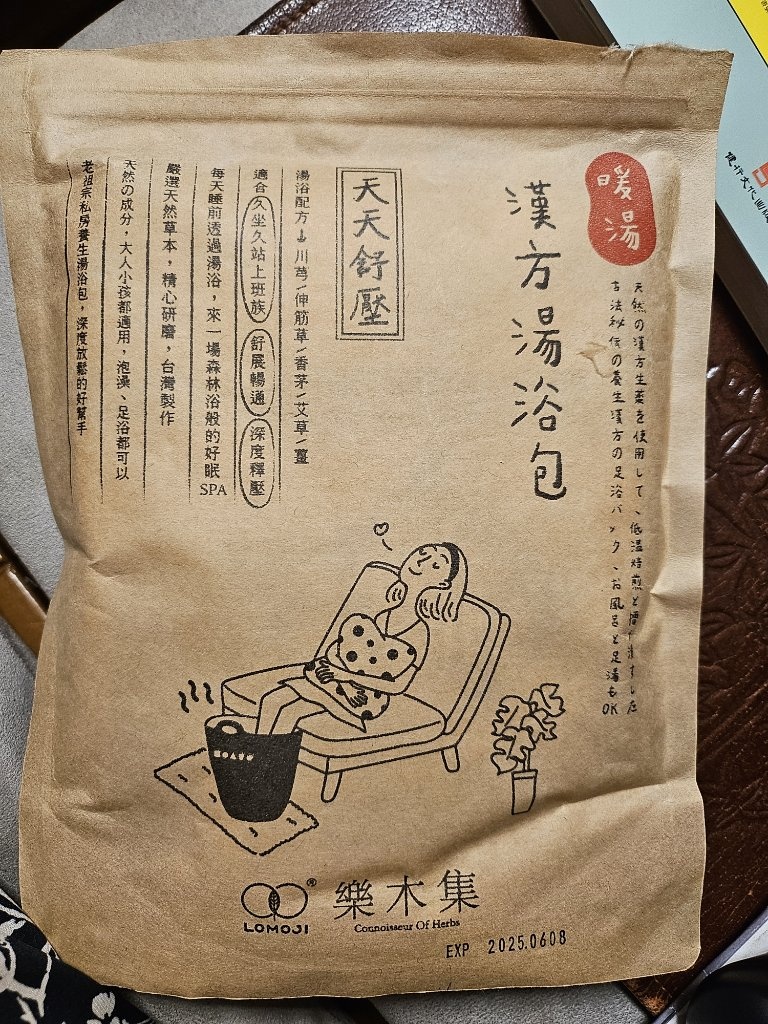 暖湯
天然の漢方生薬を使用して、低温焙煎と
古法秘伝の養生漢方の足浴パック、お風呂と足湯もOK
漢方湯浴包
天天舒壓
湯浴配方 川芎/伸筋草/香茅/艾草/薑
適合 久坐久站上班族 舒展暢通 深度釋壓
每天睡前透過湯浴，來一場森林浴般的好眠SPA
嚴選天然草本，精心研磨，台灣製作
天然の成分，大人小孩都適用，泡澡、足浴都可以
老祖宗私房養生湯浴包，深度放鬆的好幫手
LOMOJI
®
樂木集
Connoisseur Of Herbs
EXP 2025.0608